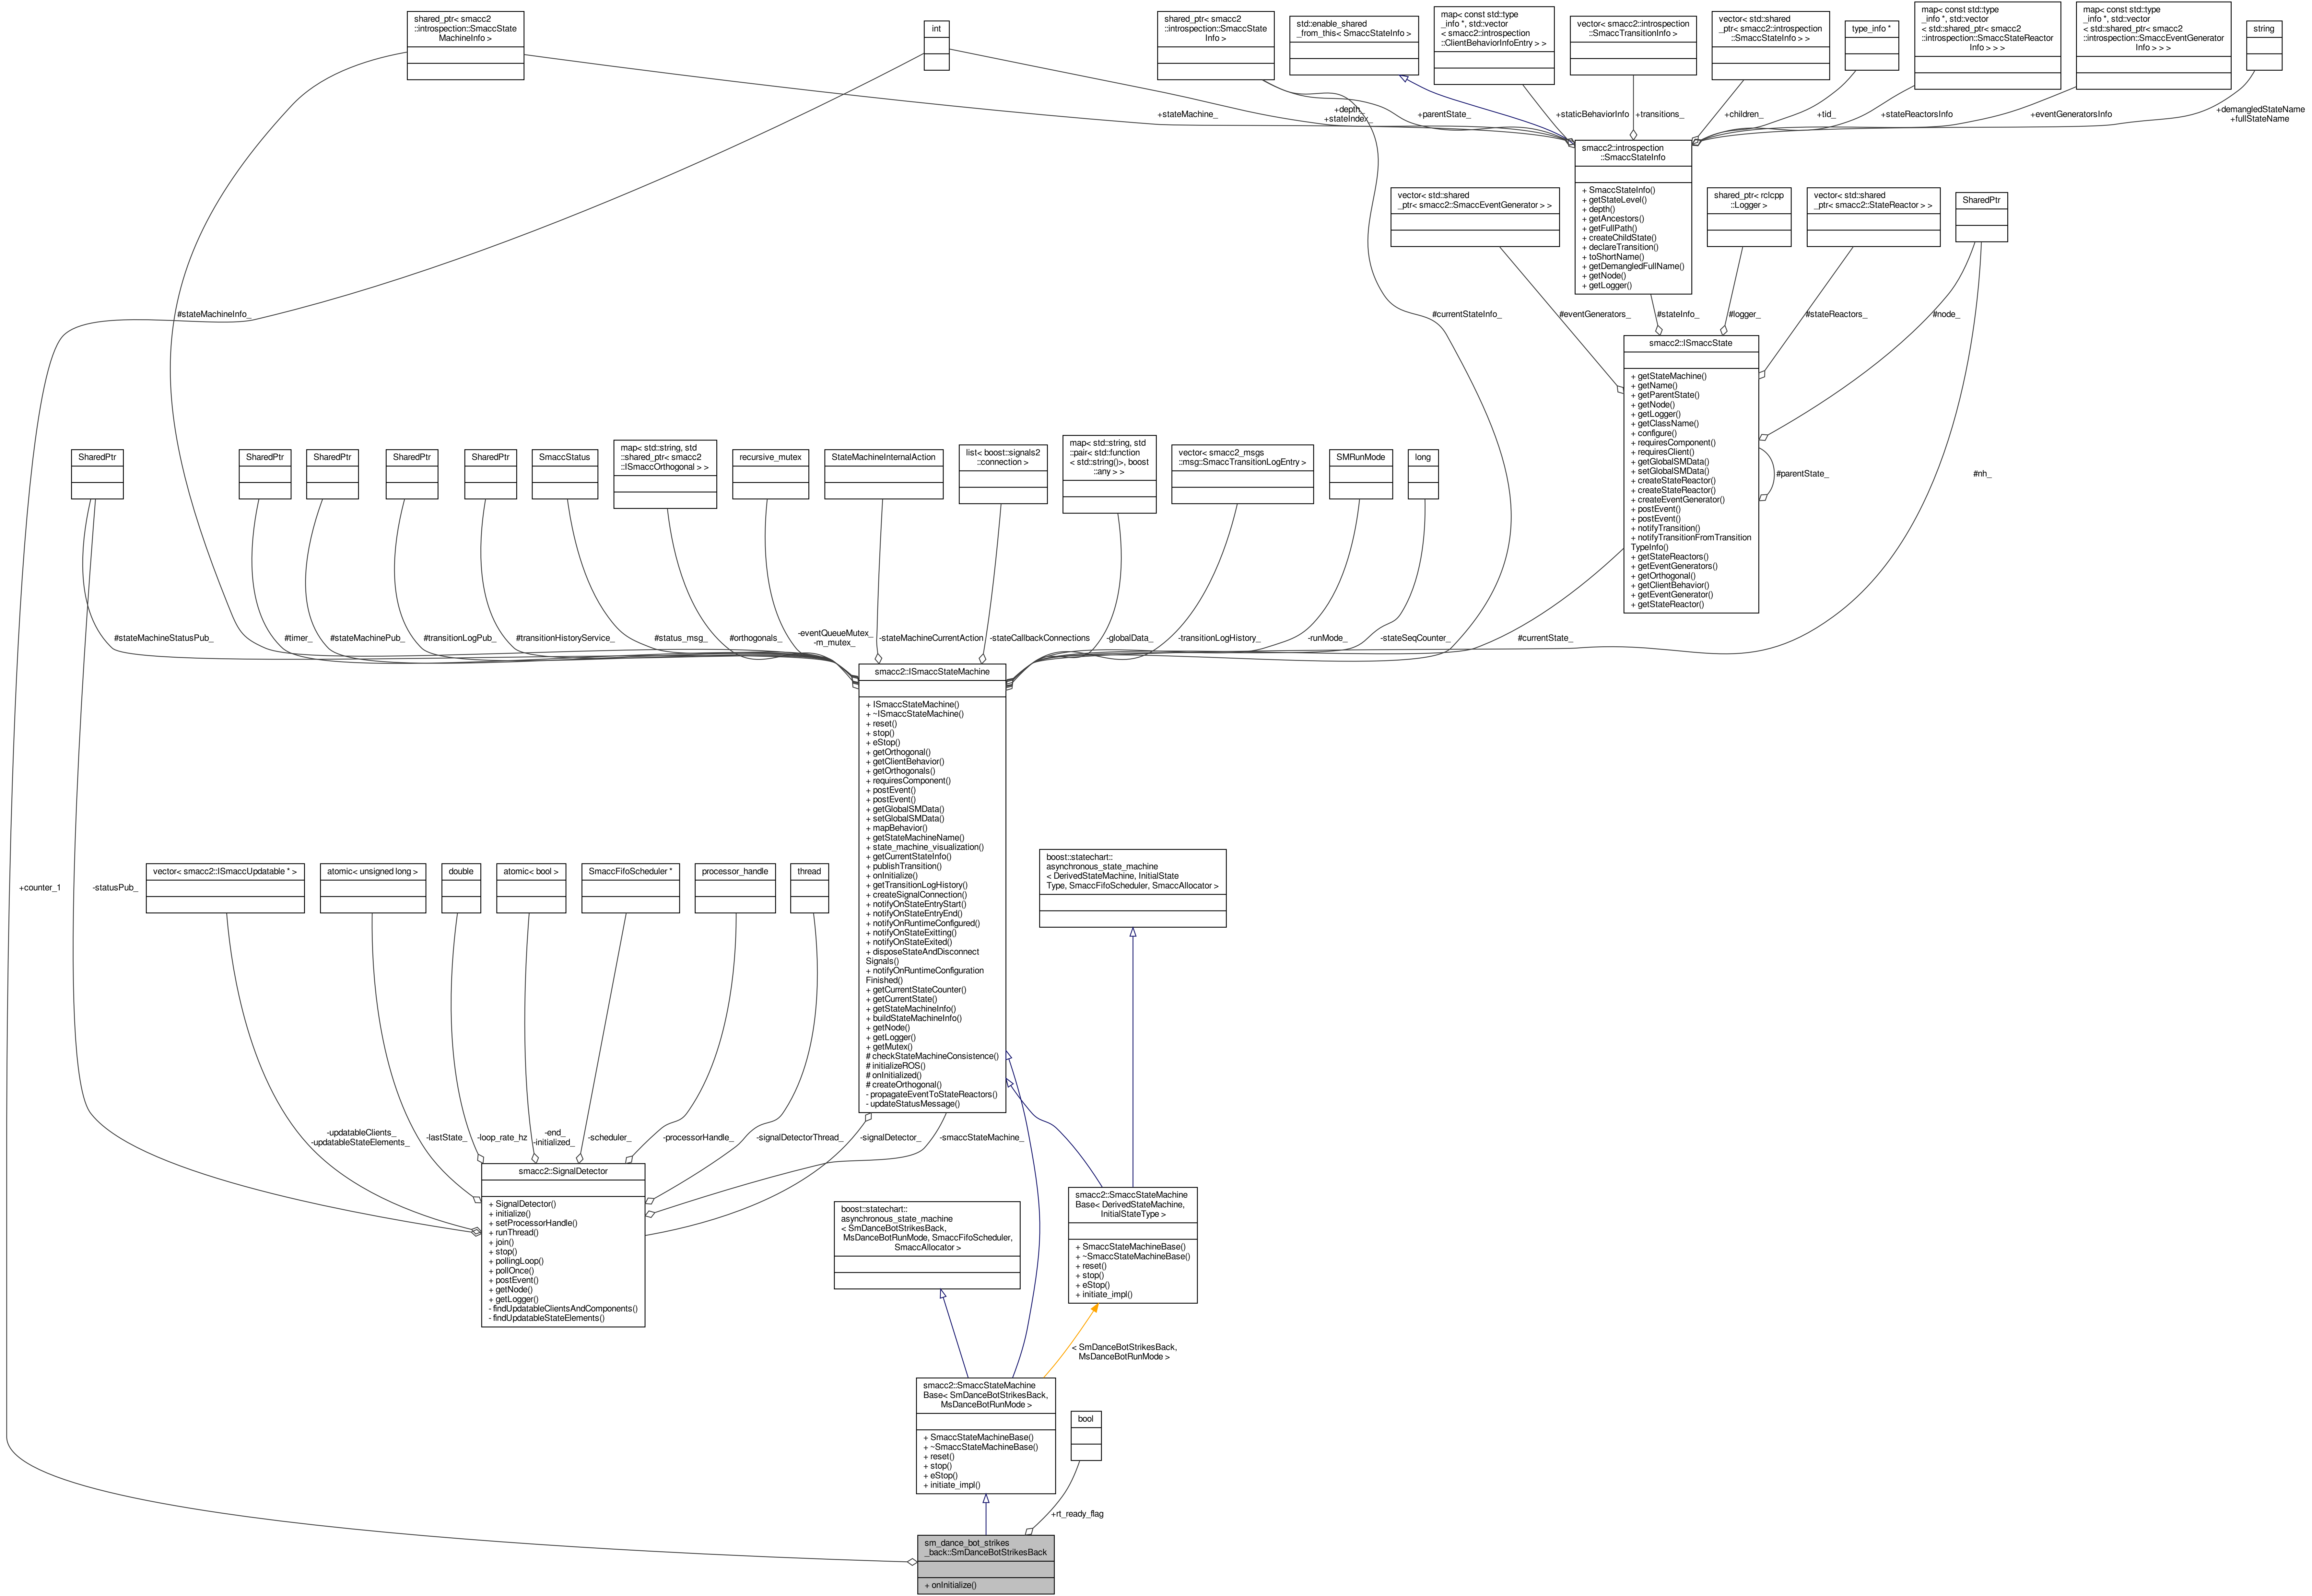 shared_ptr< smacc2
::introspection::SmaccState
MachineInfo >
int
shared_ptr< smacc2
::introspection::SmaccState
Info >
std::enable_shared
_from_this< SmaccStateInfo >
map< const std::type
_info *, std::vector
< smacc2::introspection
::ClientBehaviorInfoEntry > >
vector< smacc2::introspection
::SmaccTransitionInfo >
vector< std::shared
_ptr< smacc2::introspection
::SmaccStateInfo > >
type_info *
map< const std::type
_info *, std::vector
< std::shared_ptr< smacc2
::introspection::SmaccStateReactor
Info > > >
map< const std::type
_info *, std::vector
< std::shared_ptr< smacc2
::introspection::SmaccEventGenerator
Info > > >
string
+stateMachine_
+depth_
+stateIndex_
+parentState_
+staticBehaviorInfo
+transitions_
+children_
+tid_
+stateReactorsInfo
+eventGeneratorsInfo
+demangledStateName
+fullStateName
smacc2::introspection
::SmaccStateInfo
+ SmaccStateInfo()
+ getStateLevel()
+ depth()
+ getAncestors()
+ getFullPath()
+ createChildState()
+ declareTransition()
+ toShortName()
+ getDemangledFullName()
+ getNode()
+ getLogger()
vector< std::shared
_ptr< smacc2::SmaccEventGenerator > >
shared_ptr< rclcpp
::Logger >
vector< std::shared
_ptr< smacc2::StateReactor > >
SharedPtr
#stateMachineInfo_
#currentStateInfo_
#eventGenerators_
#stateInfo_
#logger_
#stateReactors_
#node_
smacc2::ISmaccState
+ getStateMachine()
+ getName()
+ getParentState()
+ getNode()
+ getLogger()
+ getClassName()
+ configure()
+ requiresComponent()
+ requiresClient()
+ getGlobalSMData()
+ setGlobalSMData()
+ createStateReactor()
+ createStateReactor()
+ createEventGenerator()
+ postEvent()
+ postEvent()
+ notifyTransition()
+ notifyTransitionFromTransition
TypeInfo()
+ getStateReactors()
+ getEventGenerators()
+ getOrthogonal()
+ getClientBehavior()
+ getEventGenerator()
+ getStateReactor()
#parentState_
#nh_
SharedPtr
SharedPtr
SharedPtr
SharedPtr
SharedPtr
SmaccStatus
map< std::string, std
::shared_ptr< smacc2
::ISmaccOrthogonal > >
recursive_mutex
StateMachineInternalAction
list< boost::signals2
::connection >
map< std::string, std
::pair< std::function
< std::string()>, boost
::any > >
vector< smacc2_msgs
::msg::SmaccTransitionLogEntry >
SMRunMode
long
#stateMachineStatusPub_
#timer_
#stateMachinePub_
#transitionLogPub_
#transitionHistoryService_
#status_msg_
#orthogonals_
-eventQueueMutex_
-m_mutex_
-stateMachineCurrentAction
-stateCallbackConnections
-globalData_
-transitionLogHistory_
-runMode_
-stateSeqCounter_
#currentState_
smacc2::ISmaccStateMachine
+ ISmaccStateMachine()
+ ~ISmaccStateMachine()
+ reset()
+ stop()
+ eStop()
+ getOrthogonal()
+ getClientBehavior()
+ getOrthogonals()
+ requiresComponent()
+ postEvent()
+ postEvent()
+ getGlobalSMData()
+ setGlobalSMData()
+ mapBehavior()
+ getStateMachineName()
+ state_machine_visualization()
+ getCurrentStateInfo()
+ publishTransition()
+ onInitialize()
+ getTransitionLogHistory()
+ createSignalConnection()
+ notifyOnStateEntryStart()
+ notifyOnStateEntryEnd()
+ notifyOnRuntimeConfigured()
+ notifyOnStateExitting()
+ notifyOnStateExited()
+ disposeStateAndDisconnect
Signals()
+ notifyOnRuntimeConfiguration
Finished()
+ getCurrentStateCounter()
+ getCurrentState()
+ getStateMachineInfo()
+ buildStateMachineInfo()
+ getNode()
+ getLogger()
+ getMutex()
# checkStateMachineConsistence()
# initializeROS()
# onInitialized()
# createOrthogonal()
- propagateEventToStateReactors()
- updateStatusMessage()
+counter_1
-statusPub_
vector< smacc2::ISmaccUpdatable * >
atomic< unsigned long >
double
atomic< bool >
SmaccFifoScheduler *
processor_handle
thread
boost::statechart::
asynchronous_state_machine
< DerivedStateMachine, InitialState
Type, SmaccFifoScheduler, SmaccAllocator >
-updatableClients_
-updatableStateElements_
-lastState_
-loop_rate_hz
-end_
-initialized_
-scheduler_
-processorHandle_
-signalDetectorThread_
-signalDetector_
-smaccStateMachine_
smacc2::SignalDetector
+ SignalDetector()
+ initialize()
+ setProcessorHandle()
+ runThread()
+ join()
+ stop()
+ pollingLoop()
+ pollOnce()
+ postEvent()
+ getNode()
+ getLogger()
- findUpdatableClientsAndComponents()
- findUpdatableStateElements()
boost::statechart::
asynchronous_state_machine
< SmDanceBotStrikesBack,
MsDanceBotRunMode, SmaccFifoScheduler,
SmaccAllocator >
smacc2::SmaccStateMachine
Base< DerivedStateMachine,
InitialStateType >
+ SmaccStateMachineBase()
+ ~SmaccStateMachineBase()
+ reset()
+ stop()
+ eStop()
+ initiate_impl()
< SmDanceBotStrikesBack,
MsDanceBotRunMode >
smacc2::SmaccStateMachine
Base< SmDanceBotStrikesBack,
MsDanceBotRunMode >
+ SmaccStateMachineBase()
+ ~SmaccStateMachineBase()
+ reset()
+ stop()
+ eStop()
+ initiate_impl()
bool
+rt_ready_flag
sm_dance_bot_strikes
_back::SmDanceBotStrikesBack
+ onInitialize()